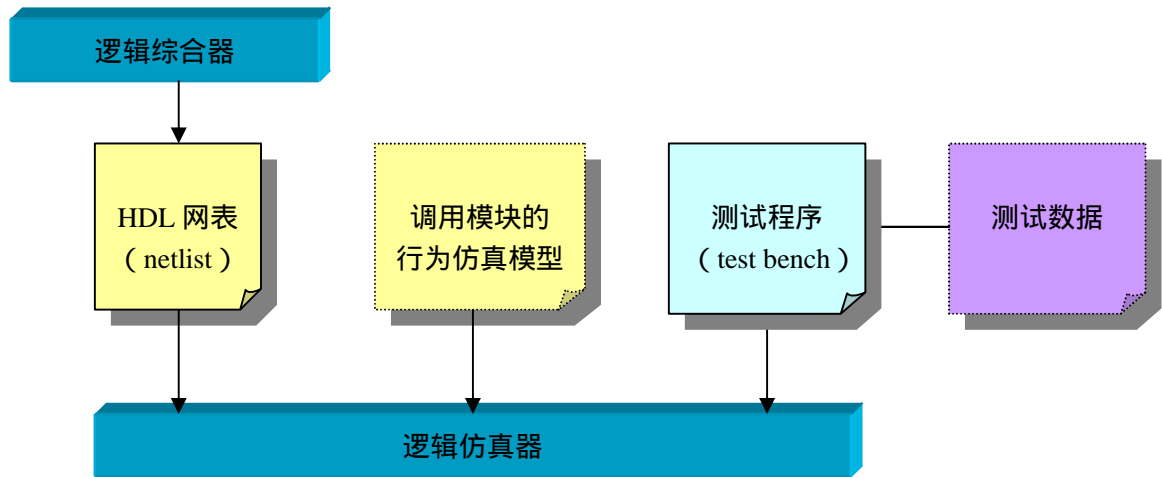 逻辑综合器
HDL 网表
（netlist）
调用模块的
行为仿真模型
测试程序
（test bench）
测试数据
逻辑仿真器